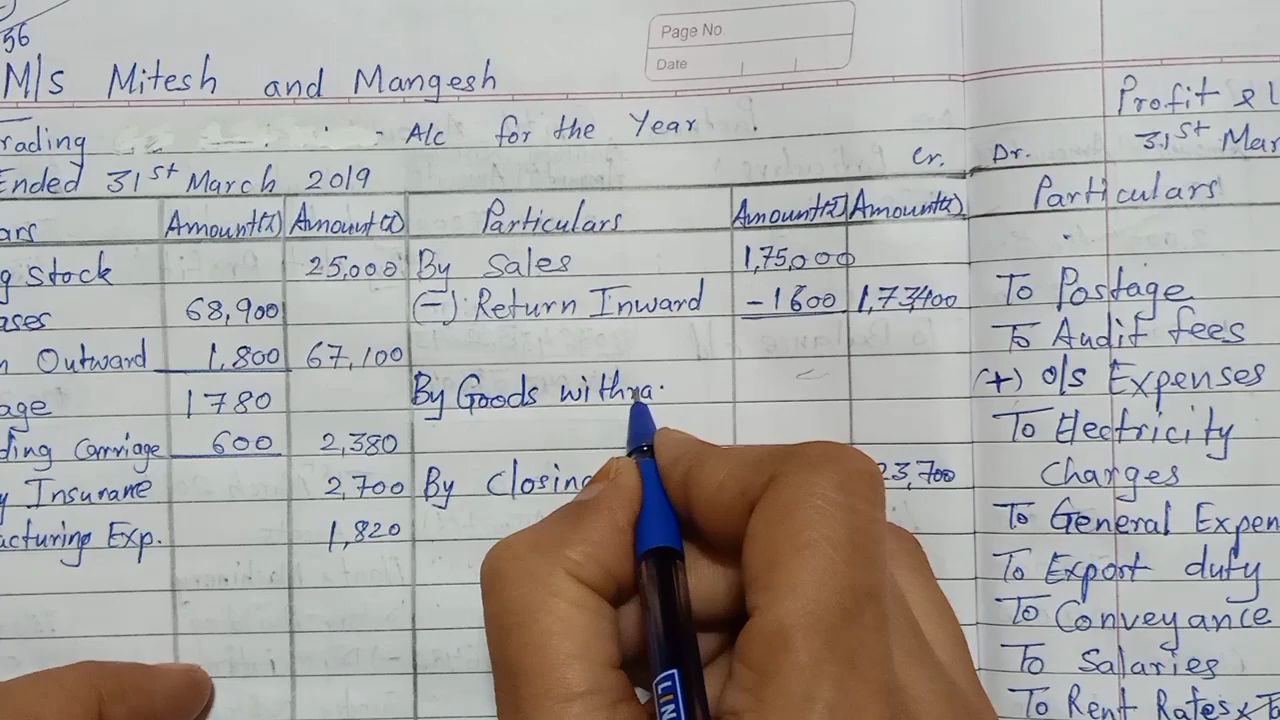 56
Page No.
Date
M/s Mitesh and Mangesh
rading A/c for the Year
Ended 31st March 2019
Cr.
ars Amount(₹) Amount(₹) Particulars Amount(₹) Amount(₹)
g stock 25,000 By Sales 1,75,000
(-) Return Inward -1600 1,73400
ases 68,900
n Outward 1,800 67,100
age 1780 By Goods withra
ding Carriage 600 2,380
y Insurane 2,700 By Closing 23,700
acturing Exp. 1,820
Profit & L
31st Mar
Dr.
Particulars
To Postage
To Audit fees
(+) o/s Expenses
To Electricity
Charges
To General Expen
To Export duty
To Conveyance
To Salaries
To Rent Rates & T
LIN